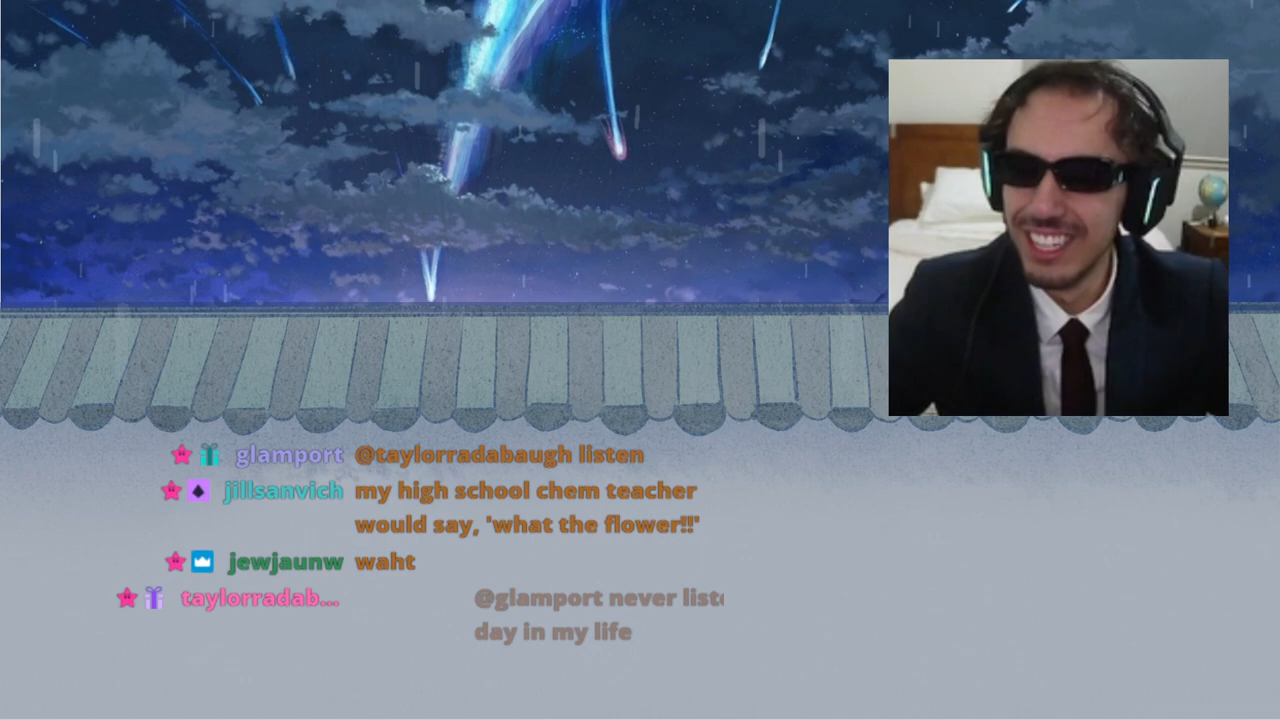 glamport @taylorradabaugh listen
jillsanvich my high school chem teacher
would say, 'what the flower!!'
jewjaunw waht
taylorradab... @glamport never
day in my life